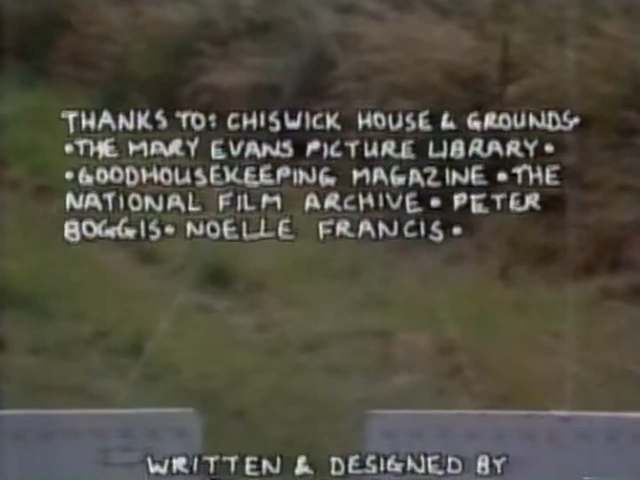 THANKS TO: CHISWICK HOUSE & GROUNDS•
•THE MARY EVANS PICTURE LIBRARY•
•GOODHOUSEKEEPING MAGAZINE •THE
NATIONAL FILM ARCHIVE• PETER
BOGGIS• NOELLE FRANCIS•
WRITTEN & DESIGNED BY